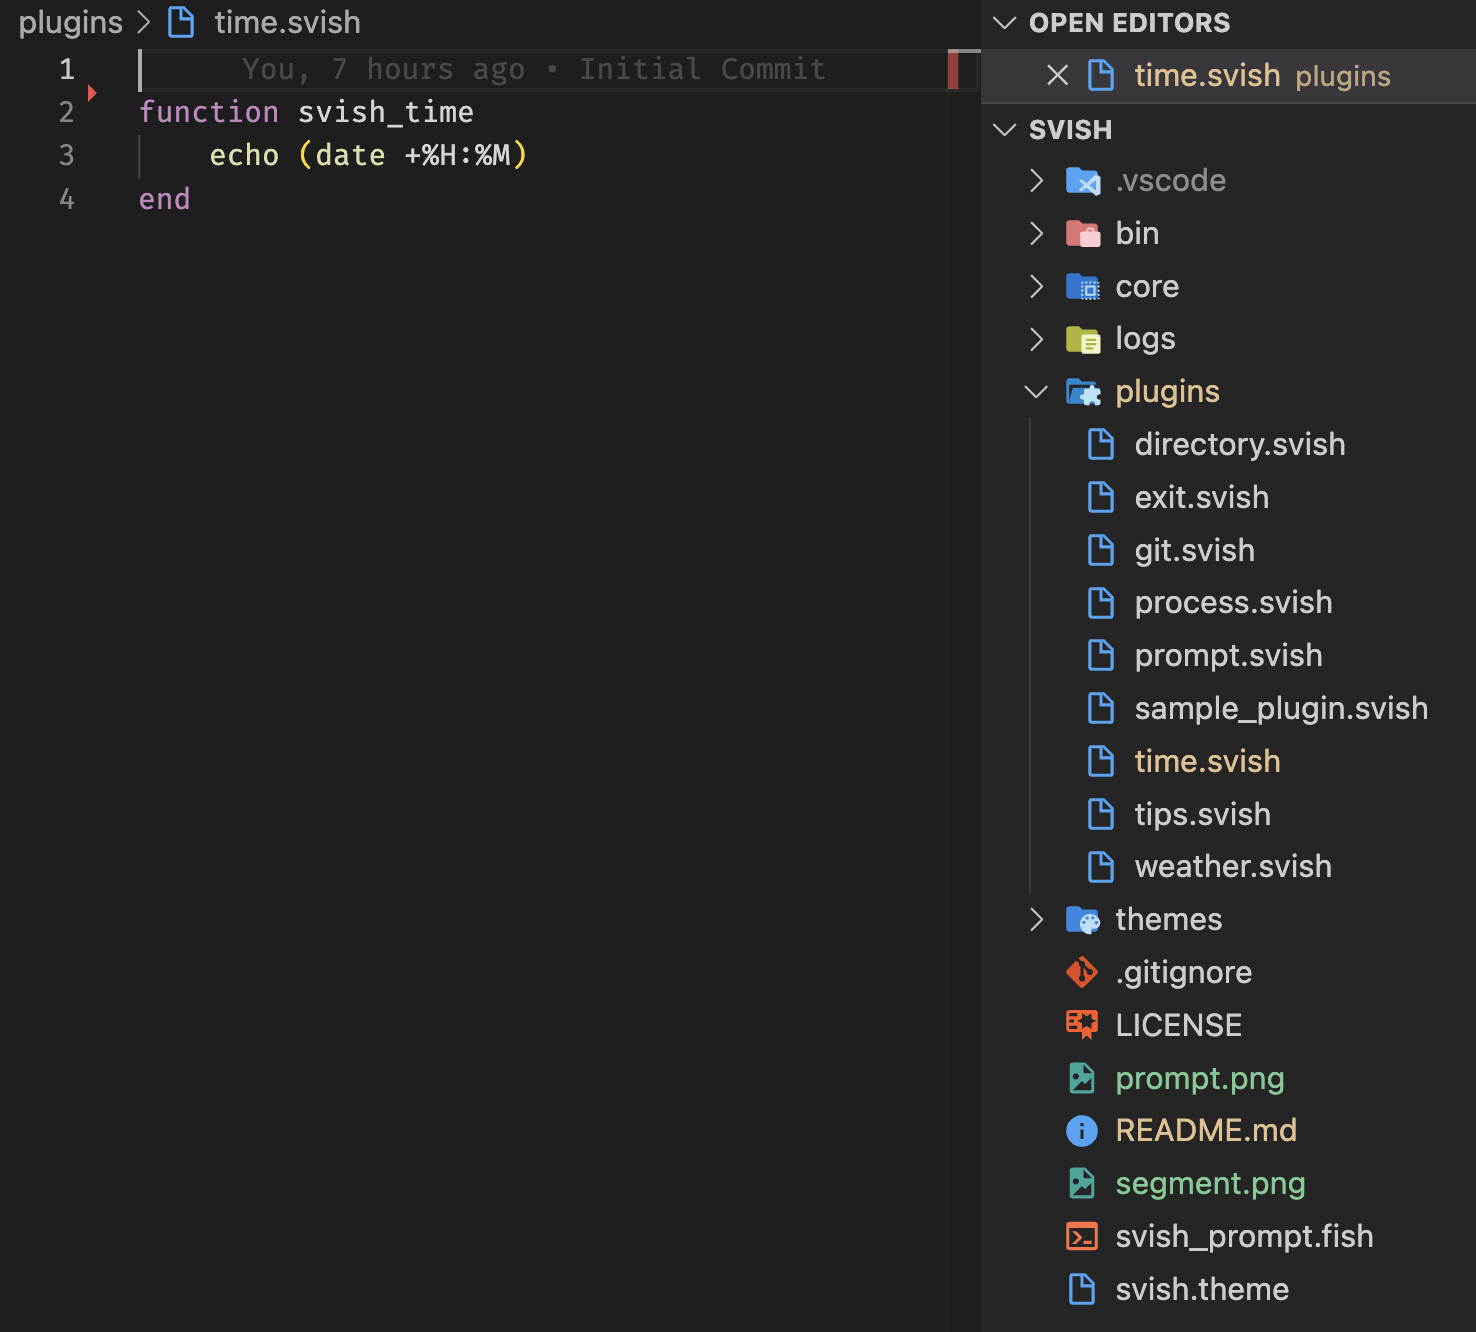 plugins > time.svish
1 You, 7 hours ago • Initial Commit
2 function svish_time
3 echo (date +%H:%M)
4 end
OPEN EDITORS
time.svish plugins
SVISH
.vscode
bin
core
logs
plugins
directory.svish
exit.svish
git.svish
process.svish
prompt.svish
sample_plugin.svish
time.svish
tips.svish
weather.svish
themes
.gitignore
LICENSE
prompt.png
README.md
segment.png
svish_prompt.fish
svish.theme